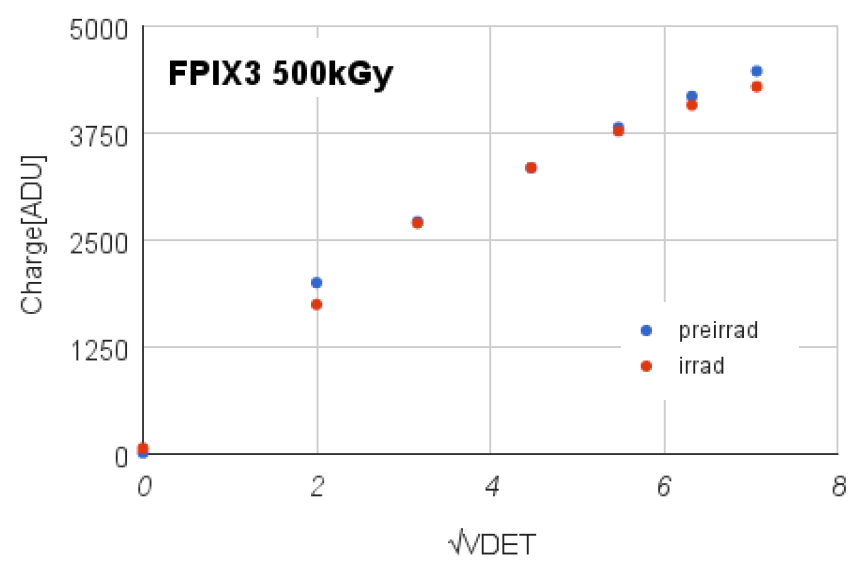 FPIX3 500kGy
5000
3750
2500
1250
0
Charge[ADU]
preirrad
irrad
0 2 4 6 8
√VDET